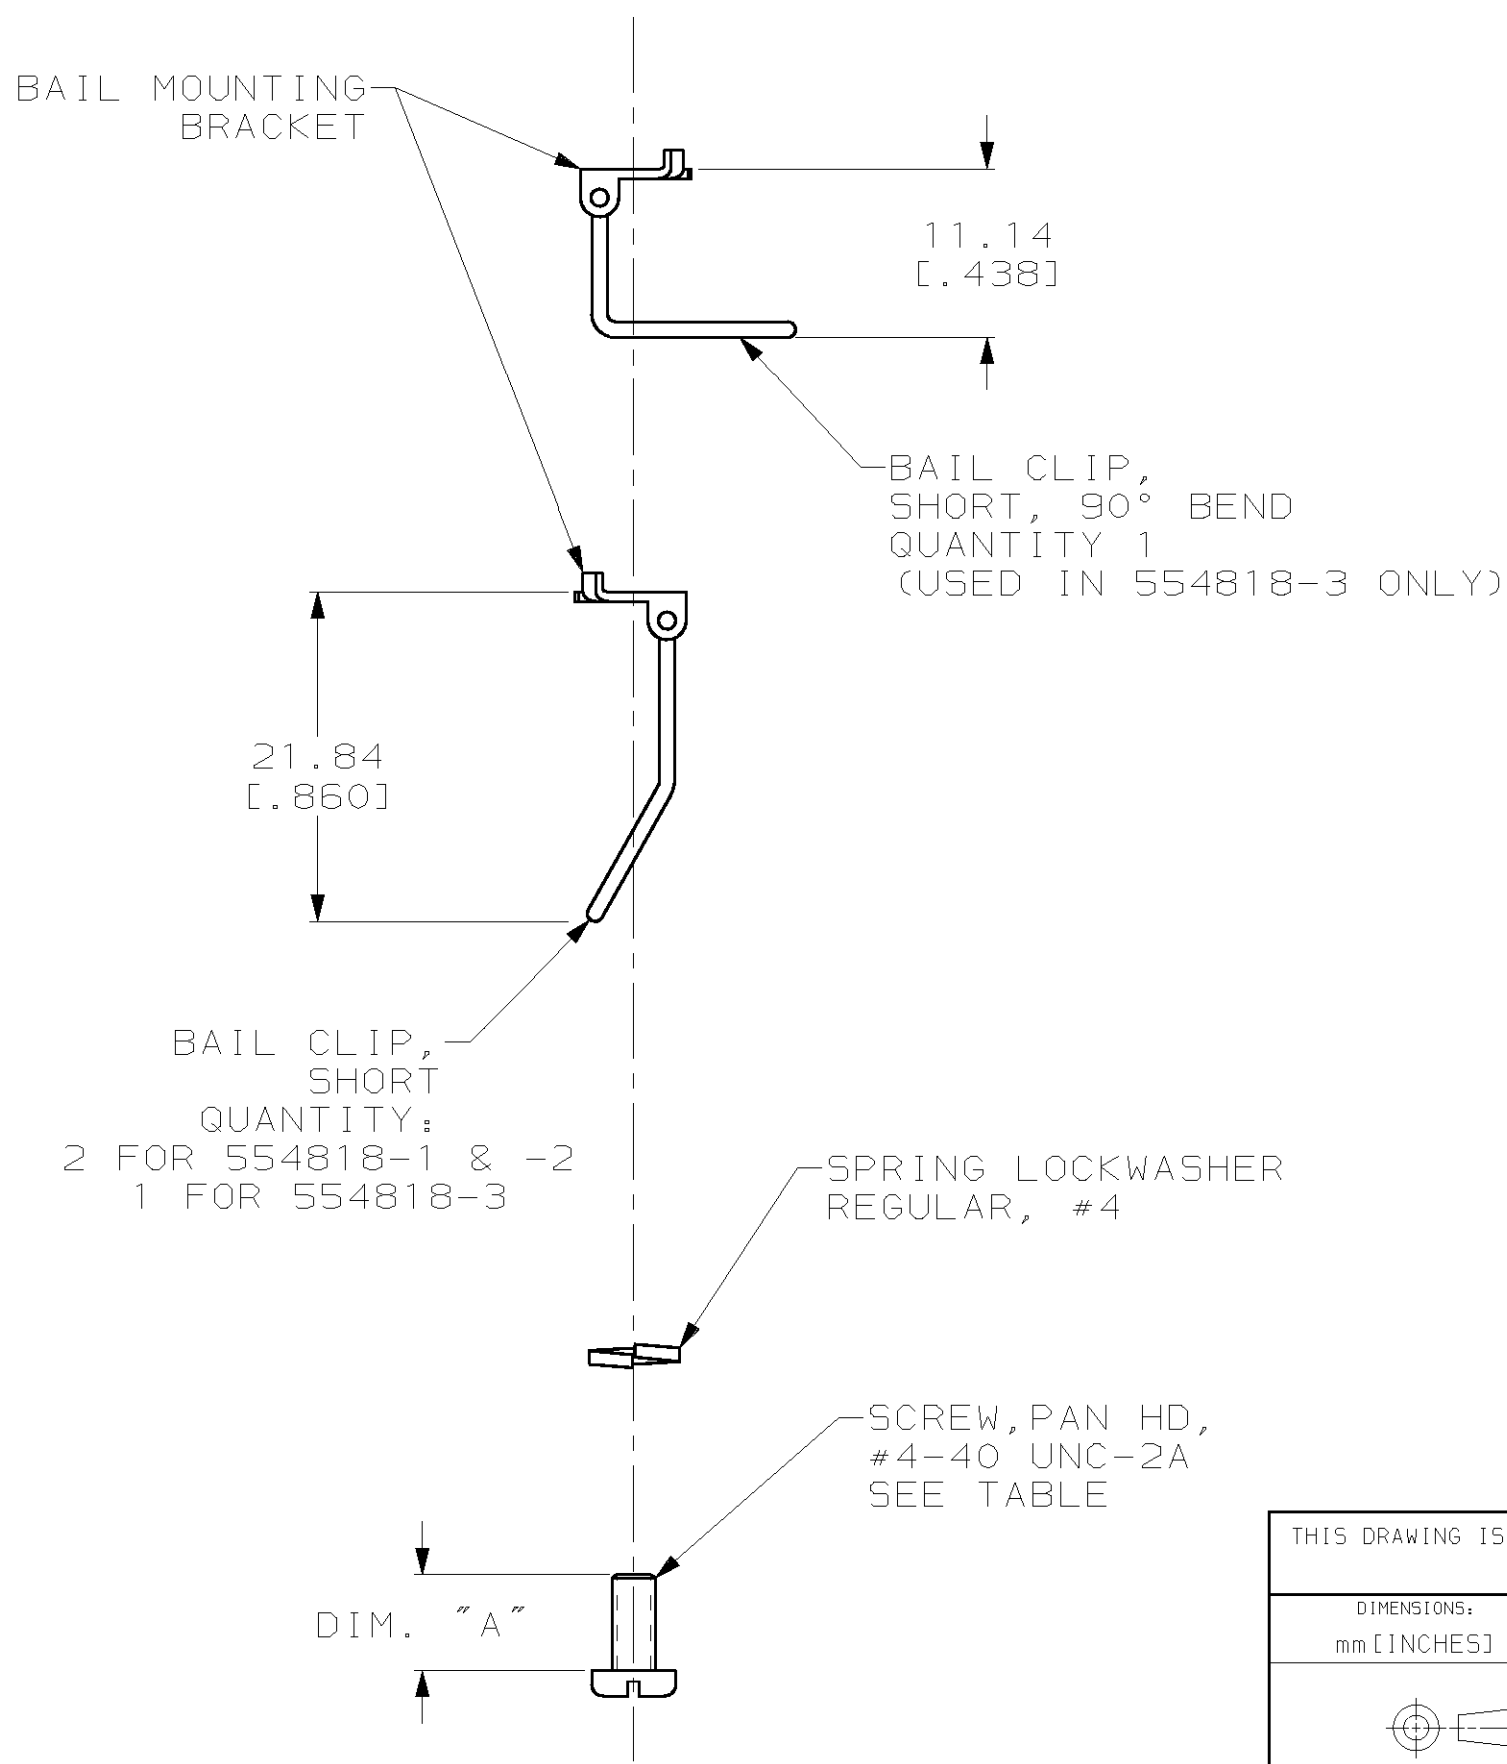 BAIL MOUNTING
BRACKET
11.14
[.438]
BAIL CLIP,
SHORT, 90° BEND
QUANTITY 1
(USED IN 554818-3 ONLY)
21.84
[.860]
BAIL CLIP,
SHORT
QUANTITY:
2 FOR 554818-1 & -2
1 FOR 554818-3
SPRING LOCKWASHER
REGULAR, #4
SCREW,PAN HD,
#4-40 UNC-2A
SEE TABLE
DIM. "A"
THIS DRAWING IS
DIMENSIONS:
mm[INCHES]